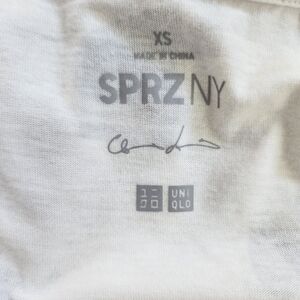 XS
MADE IN CHINA
SPRZ NY
ユニ
クロ
UNI
QLO